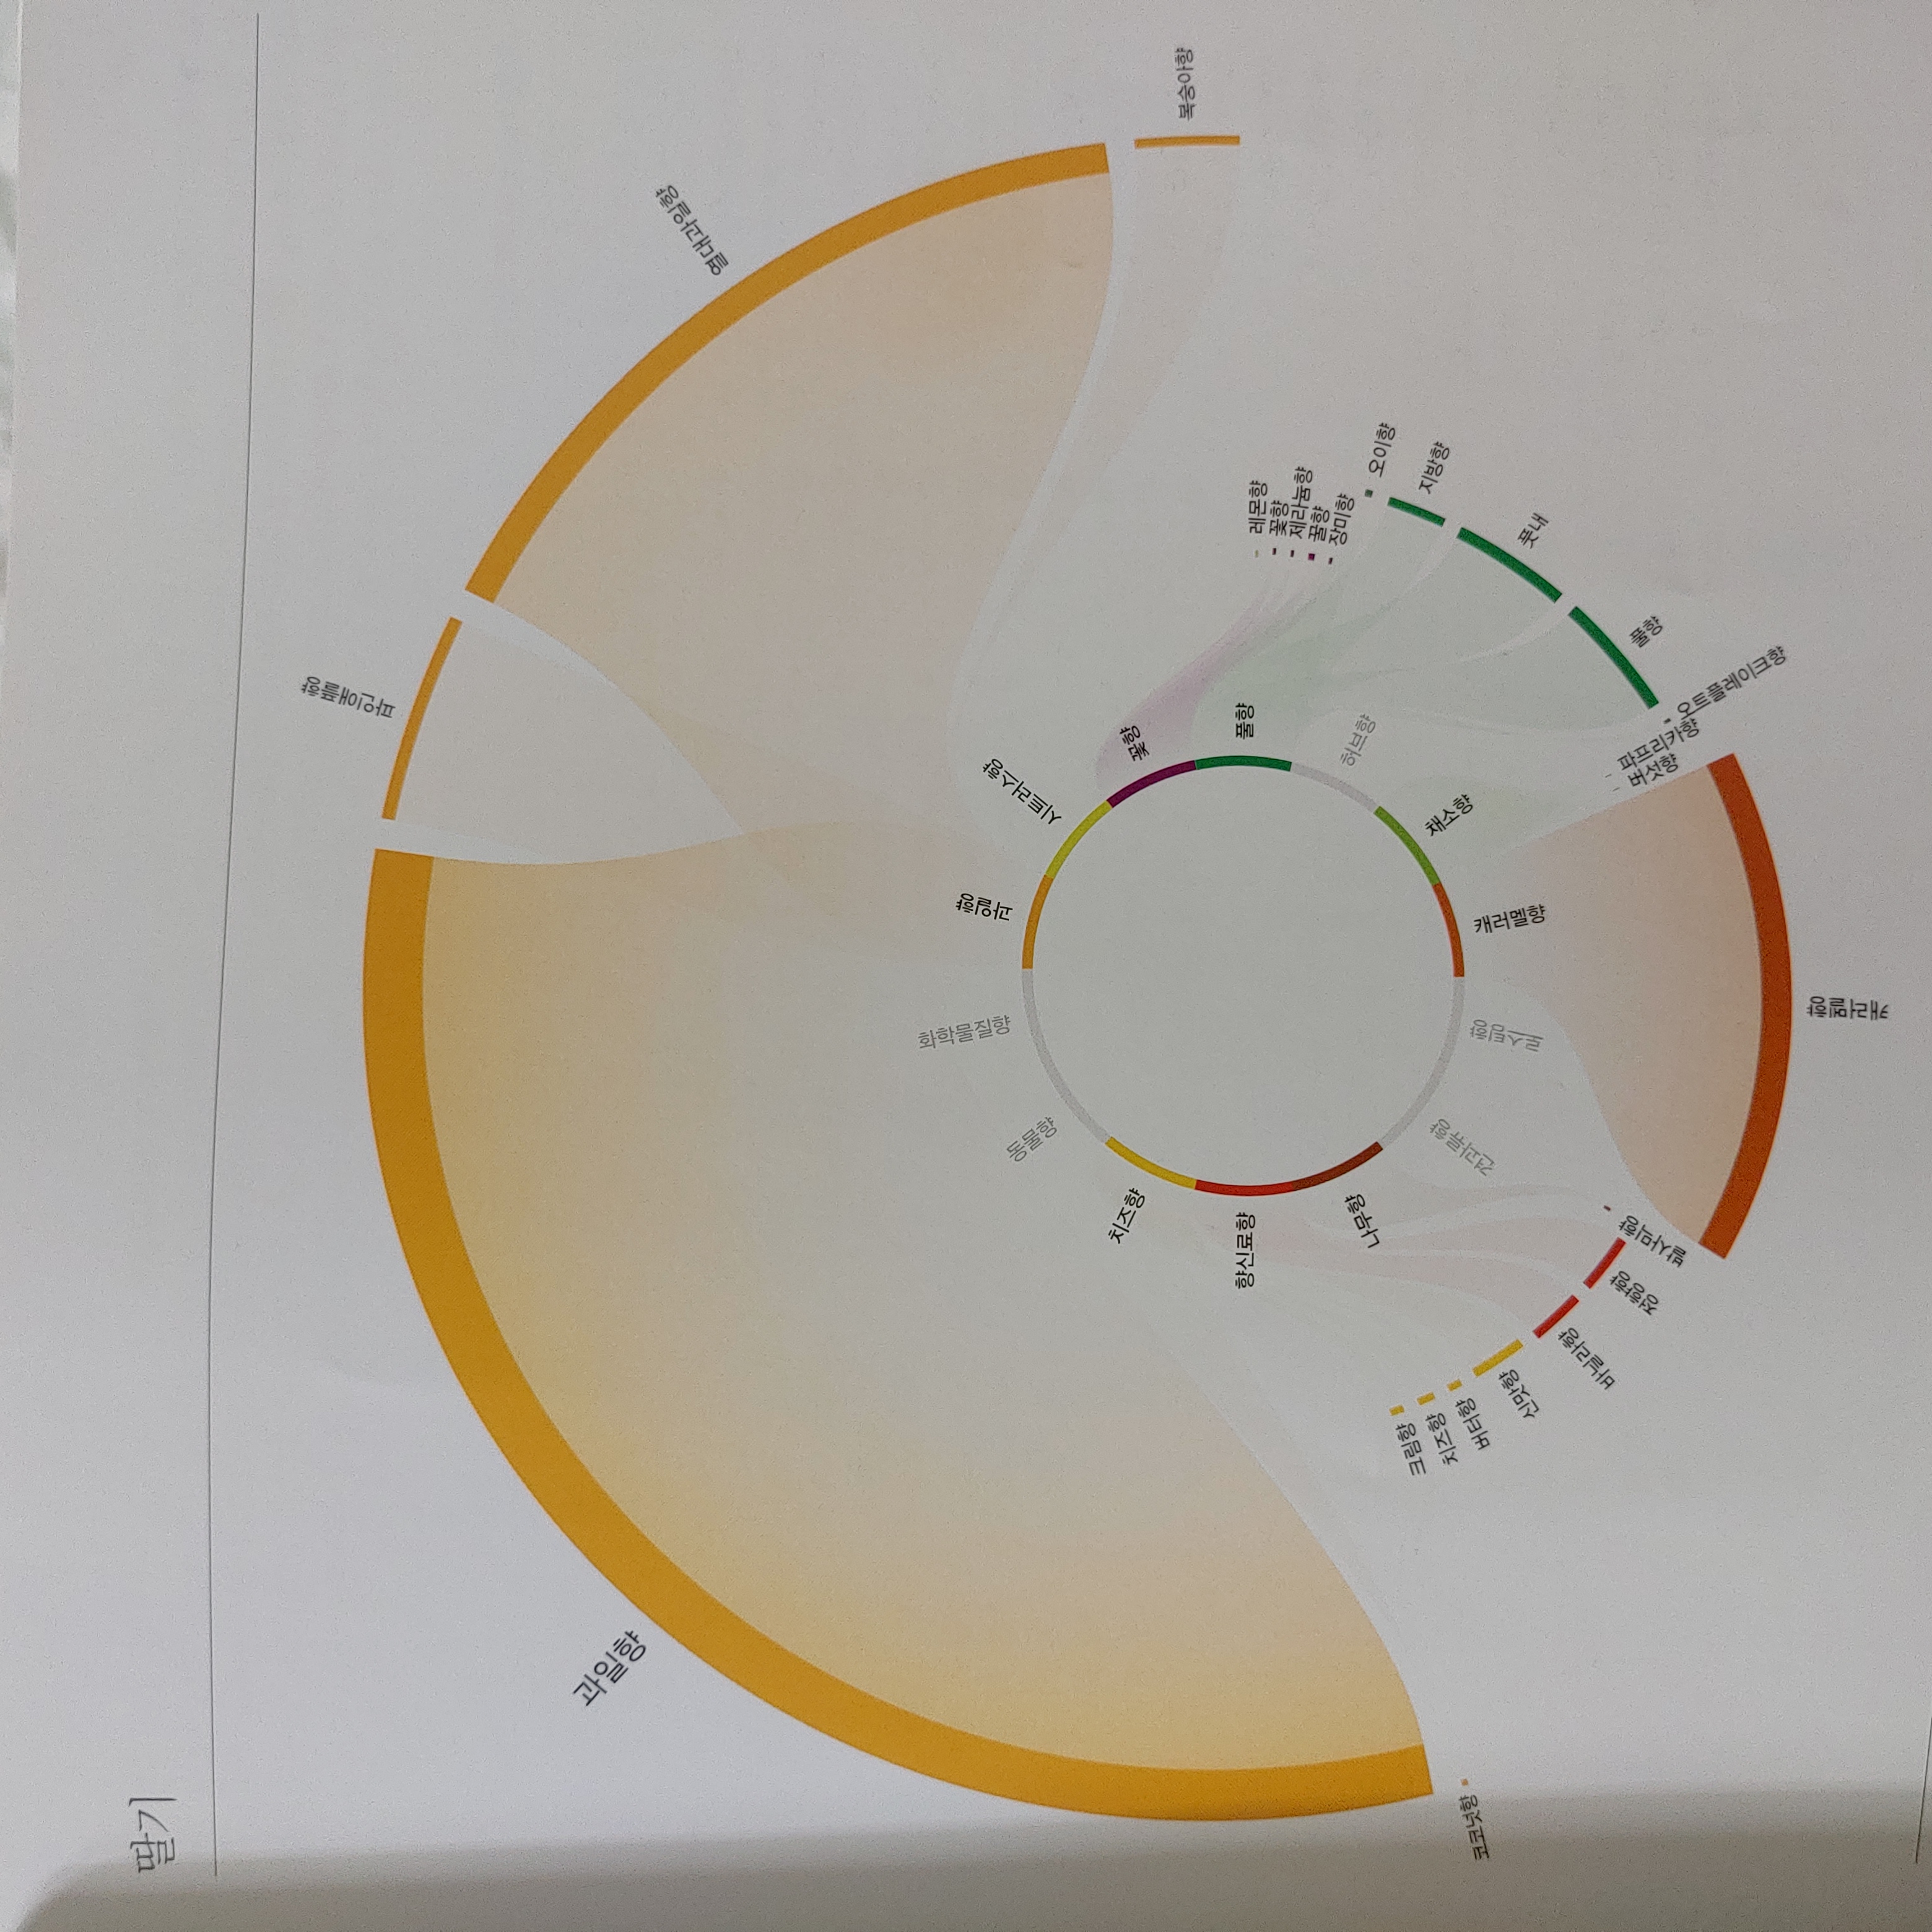 딸기
파인애플향
과일향
열대과일향
복숭아향
코코넛향
화학물질향
과일향
시트러스향
동물향
꽃향
치즈향
향신료향
풀향
나무향
허브향
견과류향
채소향
로스팅향
캐러멜향
레몬향
꽃향
제라늄향
꿀향
장미향
오이향
지방향
풋내
풀향
오트플레이크향
파프리카향
버섯향
크림향
치즈향
버터향
신맛향
바닐라향
정향향
발사믹향
캐러멜향